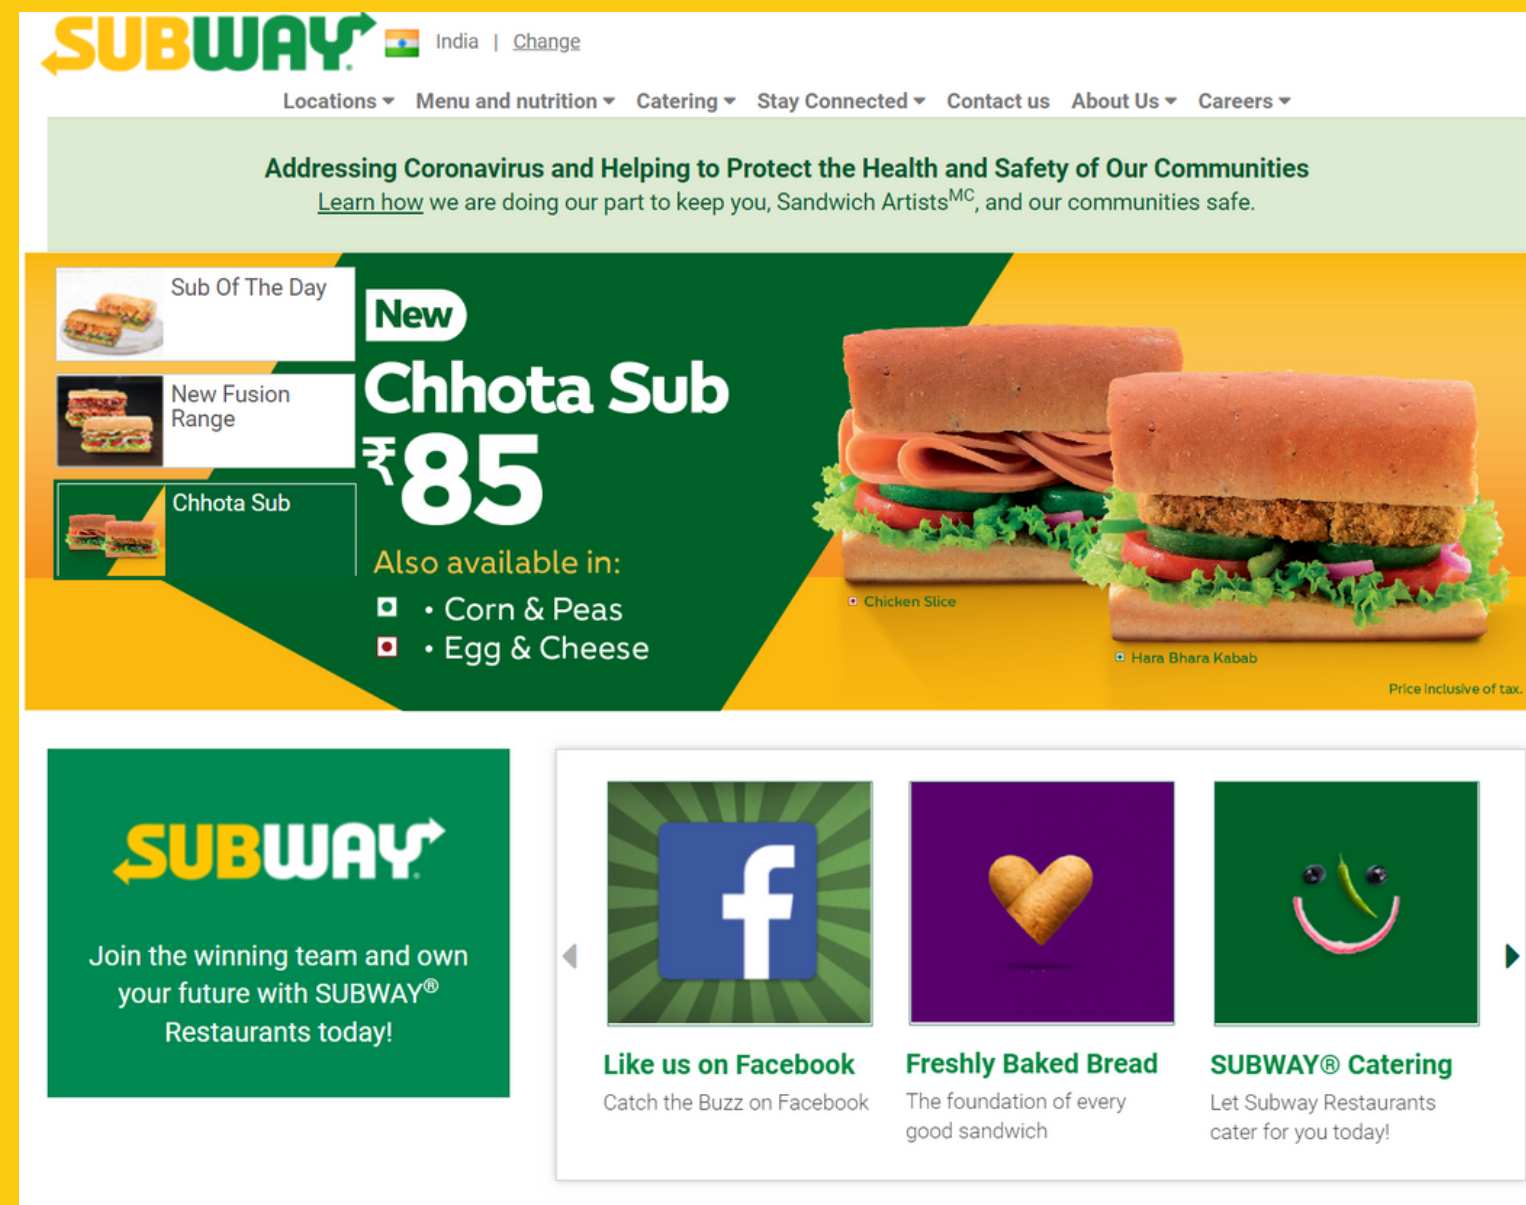 SUBWAY
India | Change
Locations Menu and nutrition Catering Stay Connected Contact us About Us Careers
Addressing Coronavirus and Helping to Protect the Health and Safety of Our Communities
Learn how we are doing our part to keep you, Sandwich Artistsᴹᶜ, and our communities safe.
Sub Of The Day
New Fusion
Range
Chhota Sub
New
Chhota Sub
₹85
Also available in:
• Corn & Peas
• Egg & Cheese
Chicken Slice
Hara Bhara Kabab
Price inclusive of tax.
SUBWAY
Join the winning team and own
your future with SUBWAY®
Restaurants today!
Like us on Facebook
Catch the Buzz on Facebook
Freshly Baked Bread
The foundation of every
good sandwich
SUBWAY® Catering
Let Subway Restaurants
cater for you today!